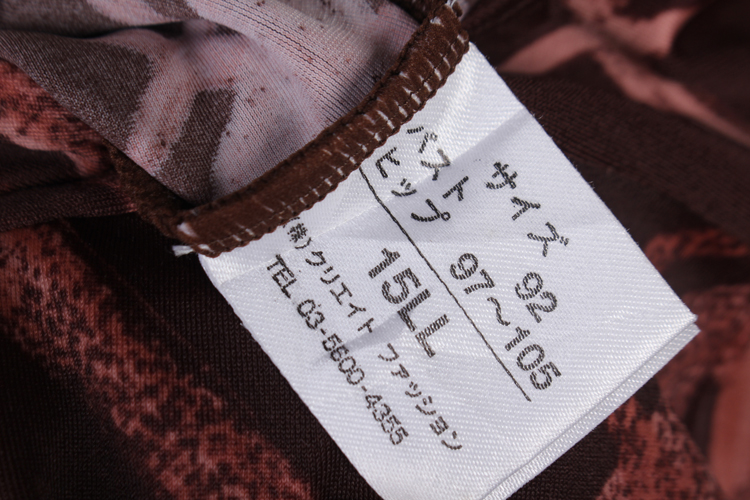 サイズ
バスト 92
ヒップ 97〜105
15LL
(株)クリエイト ファッション
TEL 03-5600-4355